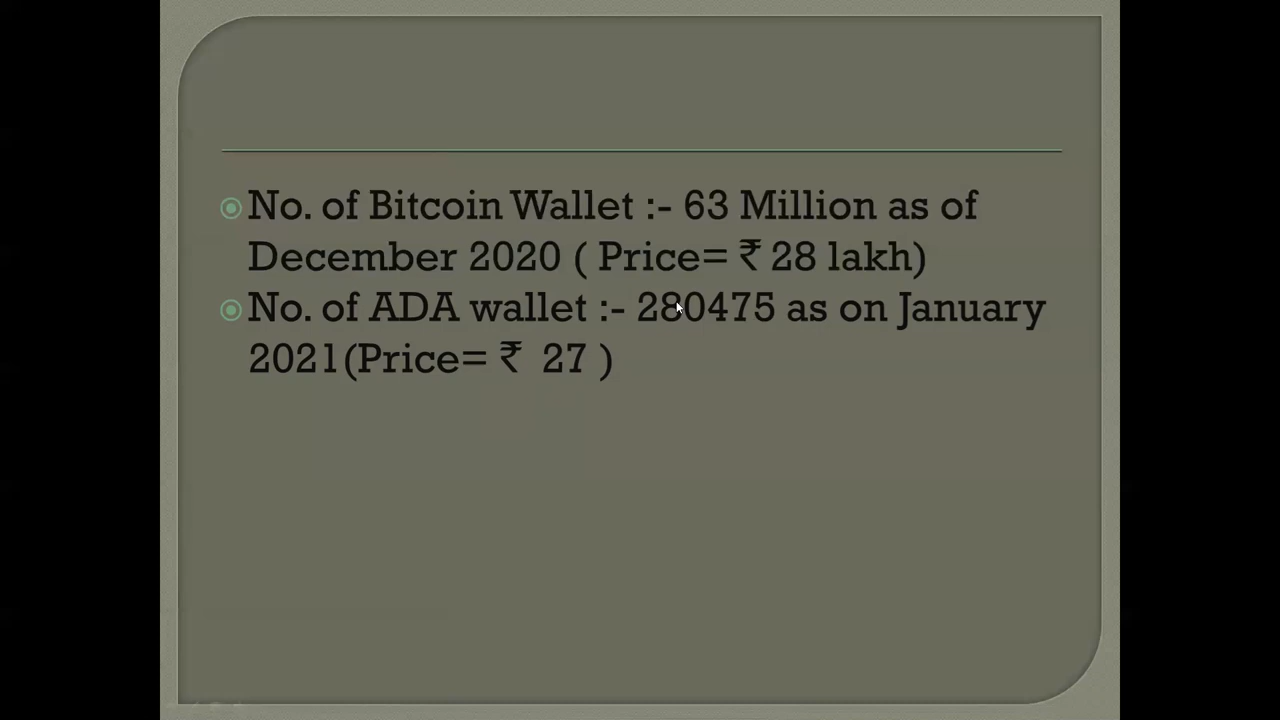 No. of Bitcoin Wallet :- 63 Million as of
December 2020 ( Price= ₹ 28 lakh)
No. of ADA wallet :- 280475 as on January
2021(Price= ₹ 27 )